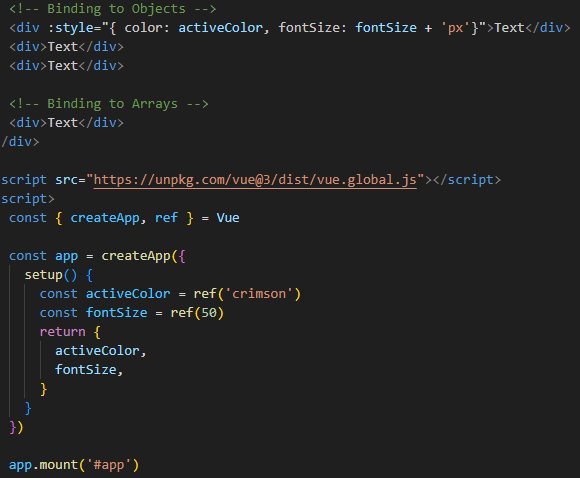 <!-- Binding to Objects -->
<div :style="{ color: activeColor, fontSize: fontSize + 'px'}">Text</div>
<div>Text</div>
<div>Text</div>
<!-- Binding to Arrays -->
<div>Text</div>
/div>
script src="https://unpkg.com/vue@3/dist/vue.global.js"></script>
script>
const { createApp, ref } = Vue
const app = createApp({
setup() {
const activeColor = ref('crimson')
const fontSize = ref(50)
return {
activeColor,
fontSize,
}
}
})
app.mount('#app')